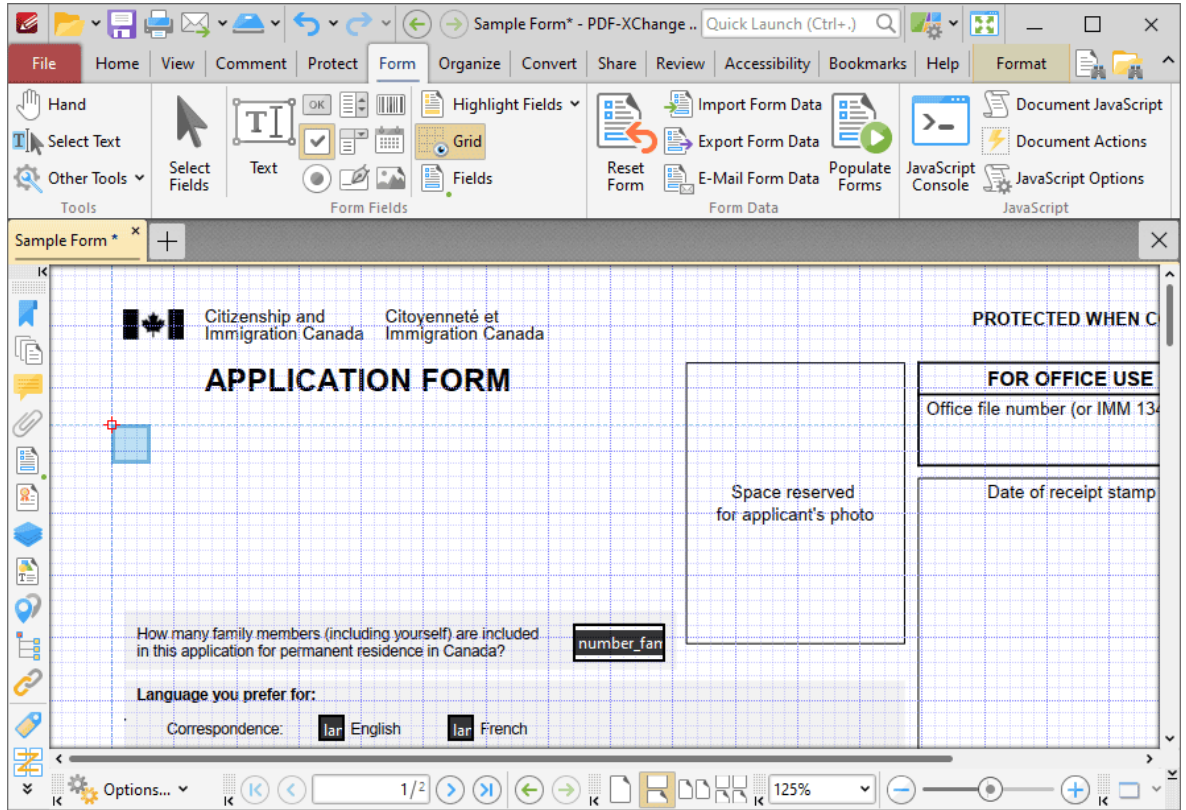 Sample Form* - PDF-XChange ..
Quick Launch (Ctrl+.)
File Home View Comment Protect Form Organize Convert Share Review Accessibility Bookmarks Help Format
Hand
Select Text
Other Tools
Tools
Select Fields
Text
OK
Highlight Fields
Grid
Fields
Form Fields
Reset Form
Import Form Data
Export Form Data
E-Mail Form Data
Populate Forms
Form Data
JavaScript Console
Document JavaScript
Document Actions
JavaScript Options
JavaScript
Sample Form *
Citizenship and
Immigration Canada
Citoyenneté et
Immigration Canada
PROTECTED WHEN C
APPLICATION FORM
FOR OFFICE USE
Office file number (or IMM 134
Space reserved
for applicant's photo
Date of receipt stamp
How many family members (including yourself) are included
in this application for permanent residence in Canada?
number_fam
Language you prefer for:
Correspondence: lan English lan French
Options...
1/2
125%